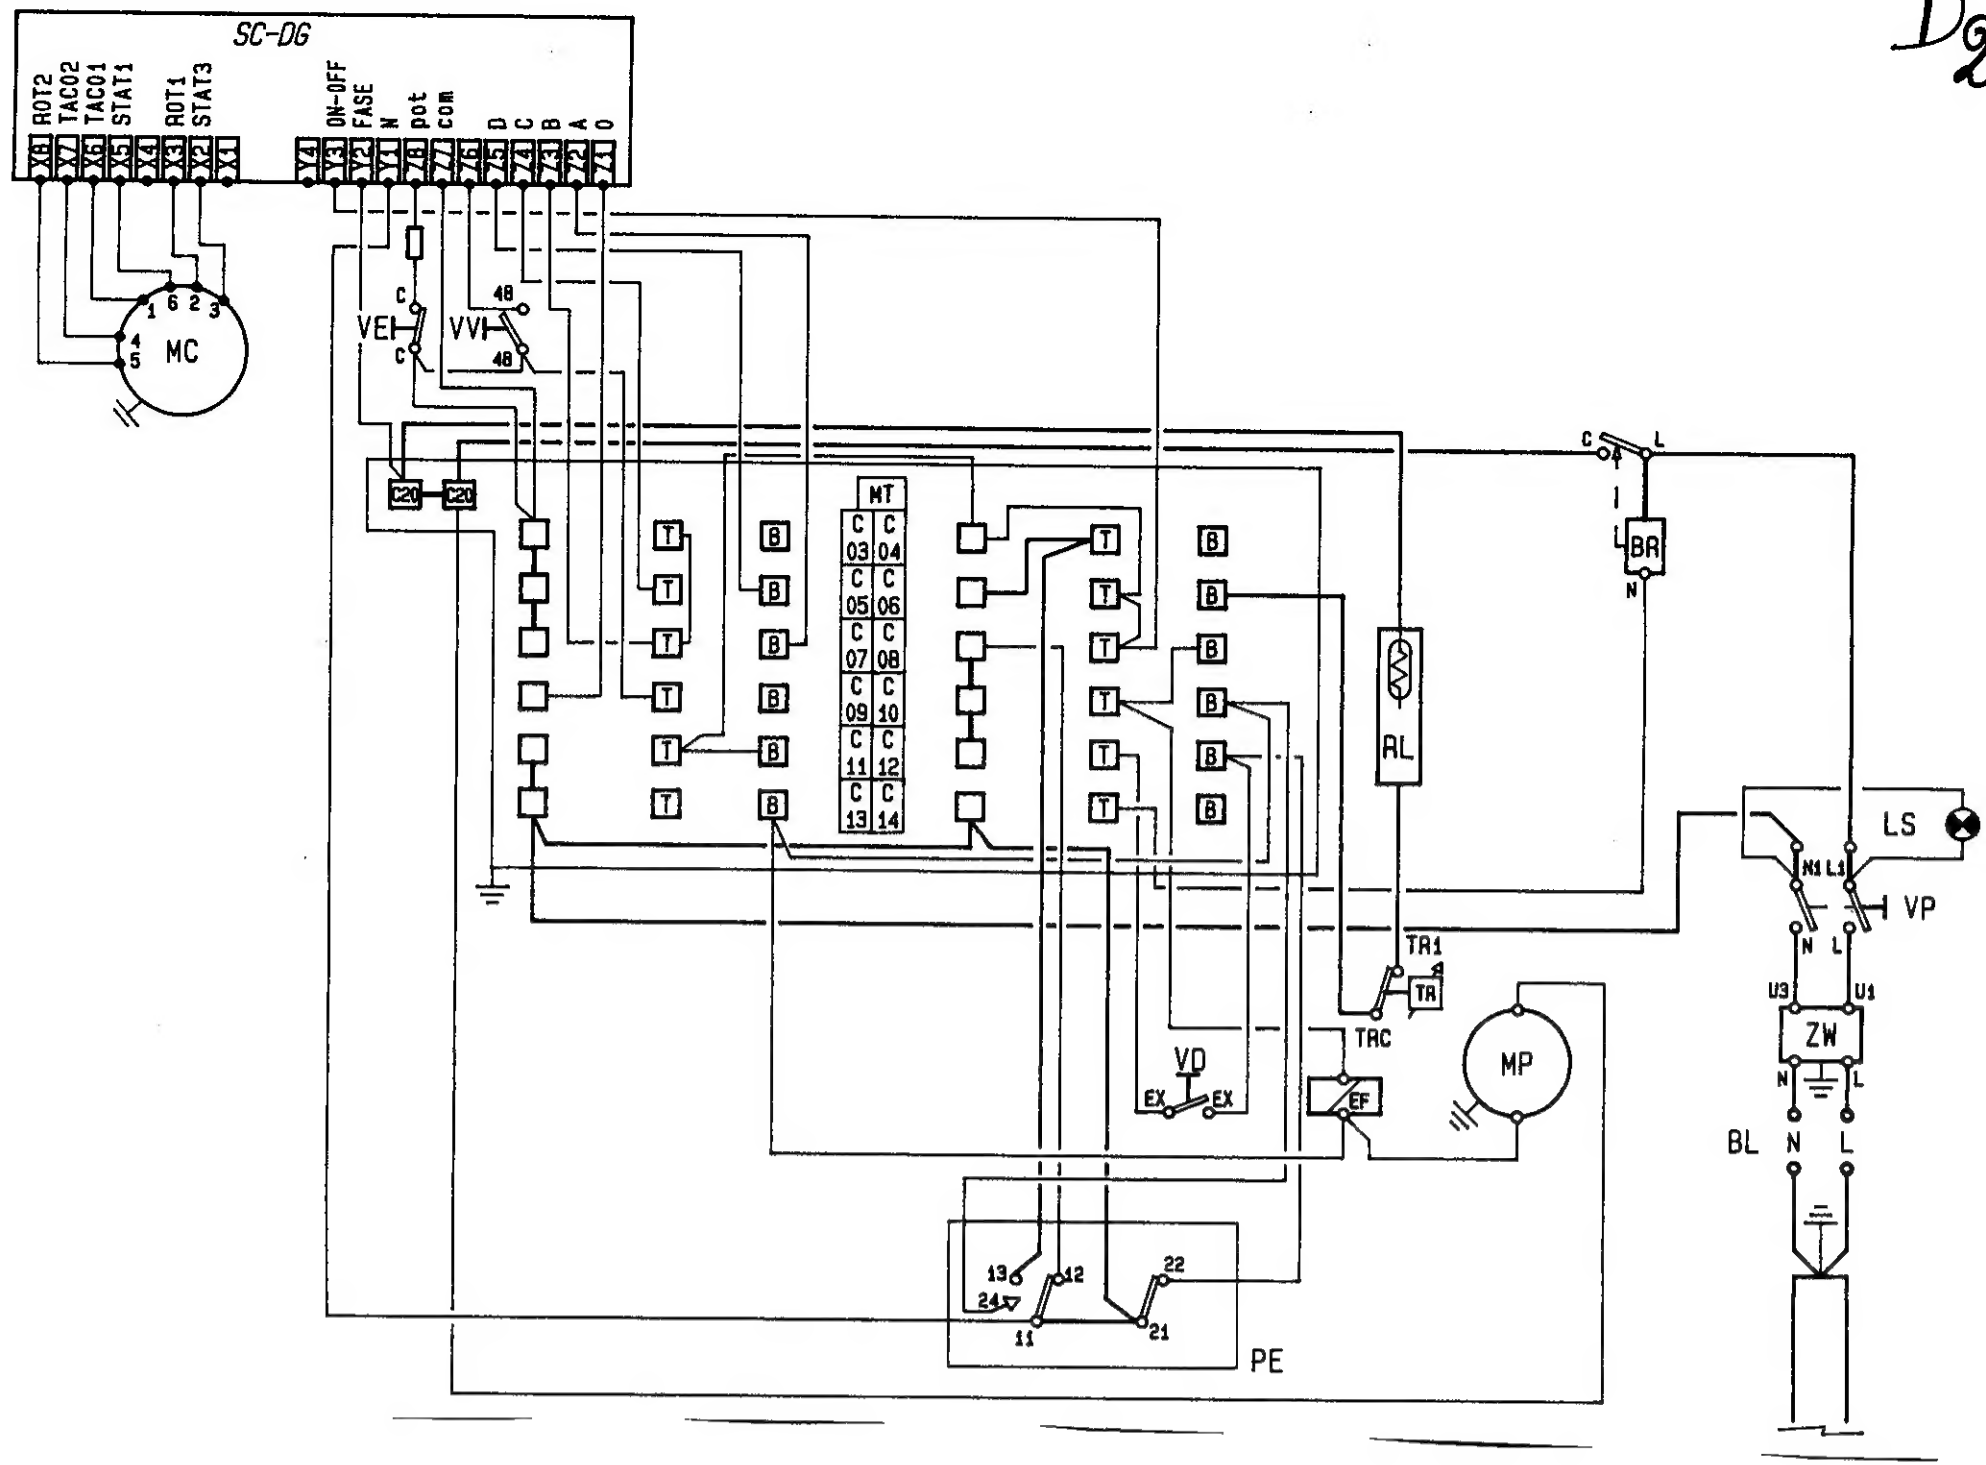 D2
SC-DG
ROT2
TACO2
TACO1
STAT1
ROT1
STAT3
ON-OFF
FASE
N
pot
com
D
C
B
A
0
X8 X7 X6 X5 X4 X3 X2 X1
Y4 Y3 Y2 Y1 Z8 Z7 Z6 Z5 Z4 Z3 Z2 Z1
1 6 2 3
4
5
MC
C
VE
C
48
VV
48
C20 C20
C L
BR
N
MT
C C
03 04
C C
05 06
C C
07 08
C C
09 10
C C
11 12
C C
13 14
T B T B
T B T B
T B T B
T B T B
T B T B
T B T B
RL
LS
N1 L1
VP
N L
TR1
TR
TRC
U3 U1
ZW
N L
MP
VD
EX EX
EF
BL N L
13 12 22
24
11 21
PE